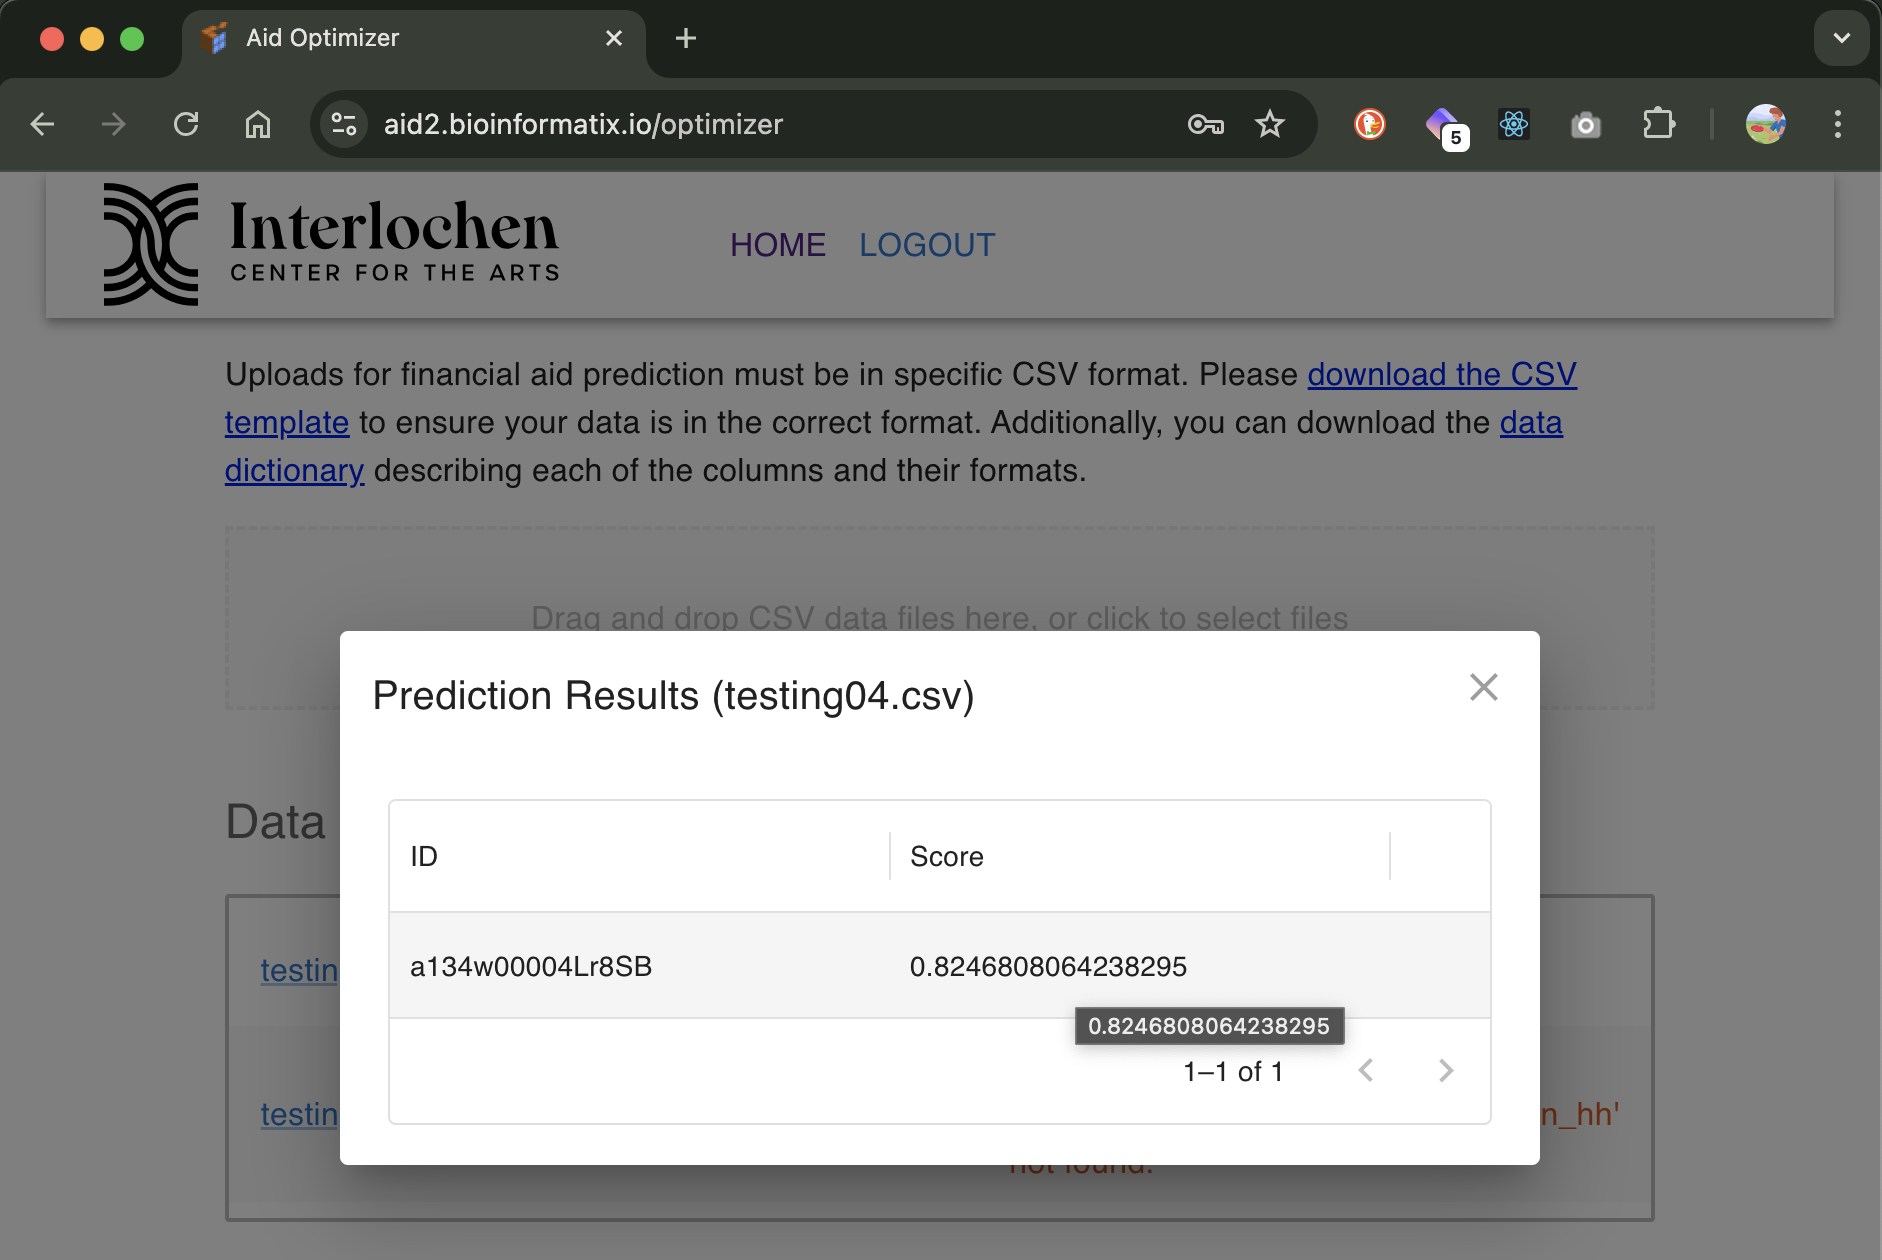 Aid Optimizer
aid2.bioinformatix.io/optimizer
5
Interlochen
CENTER FOR THE ARTS
HOME LOGOUT
Uploads for financial aid prediction must be in specific CSV format. Please download the CSV
template to ensure your data is in the correct format. Additionally, you can download the data
dictionary describing each of the columns and their formats.
Drag and drop CSV data files here, or click to select files
Prediction Results (testing04.csv)
Data
ID Score
a134w00004Lr8SB 0.8246808064238295
0.8246808064238295
1–1 of 1
testin
testin n_hh'
not found.